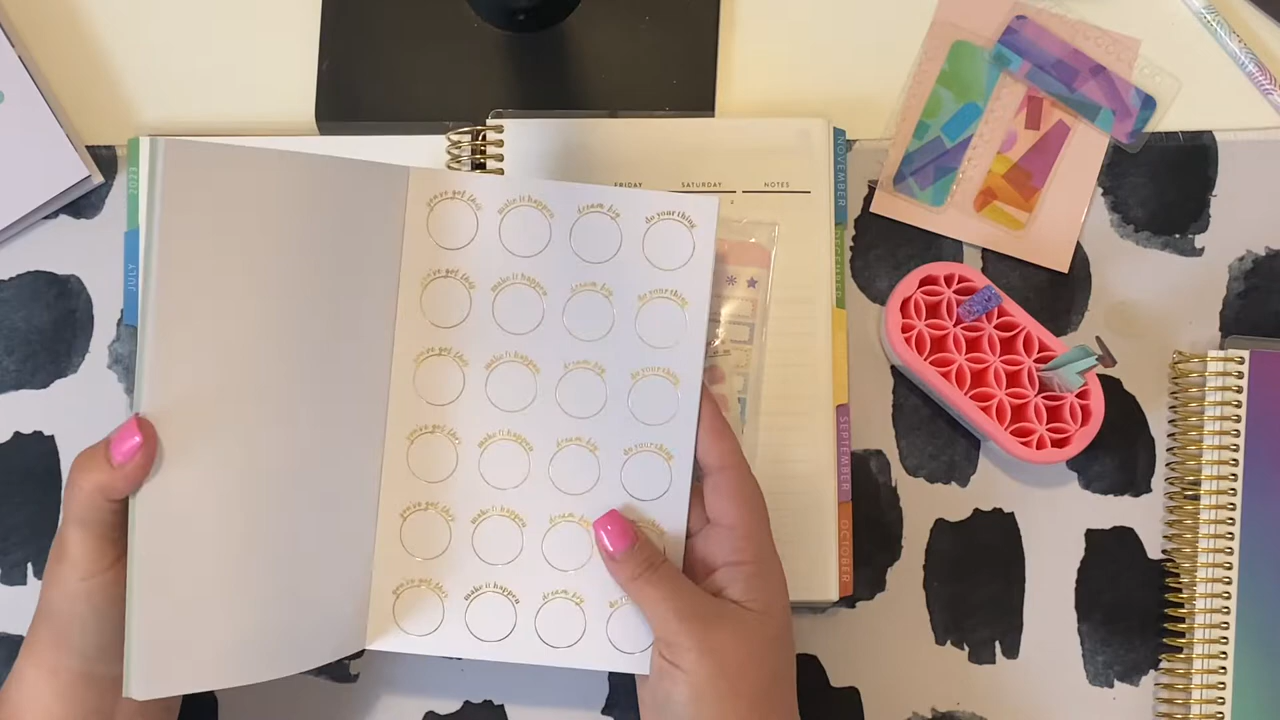 2023
JULY
FRIDAY SATURDAY NOTES
NOVEMBER
DECEMBER
SEPTEMBER
OCTOBER
you've got this make it happen dream big do your thing
you've got this make it happen dream big do your thing
you've got this make it happen dream big do your thing
you've got this make it happen dream big do your thing
you've got this make it happen dream big
you've got this make it happen dream big do